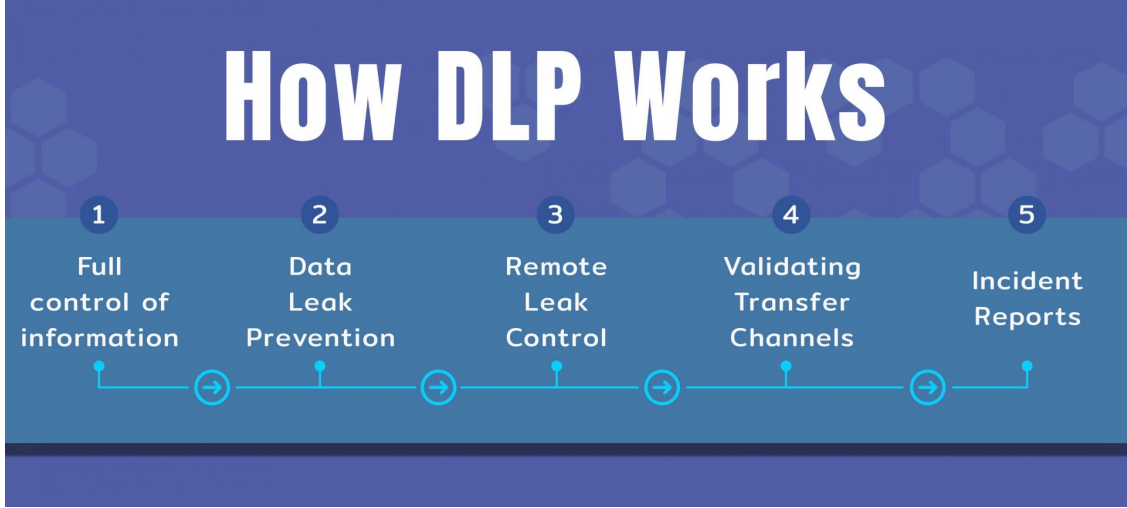 How DLP Works
1
Full
control of
information
2
Data
Leak
Prevention
3
Remote
Leak
Control
4
Validating
Transfer
Channels
5
Incident
Reports